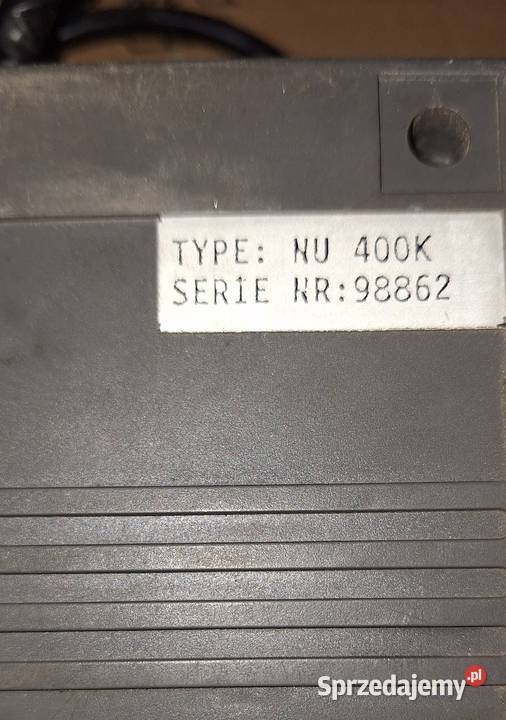 TYPE: NU 400K
SERIE NR:98862
Sprzedajemy.pl